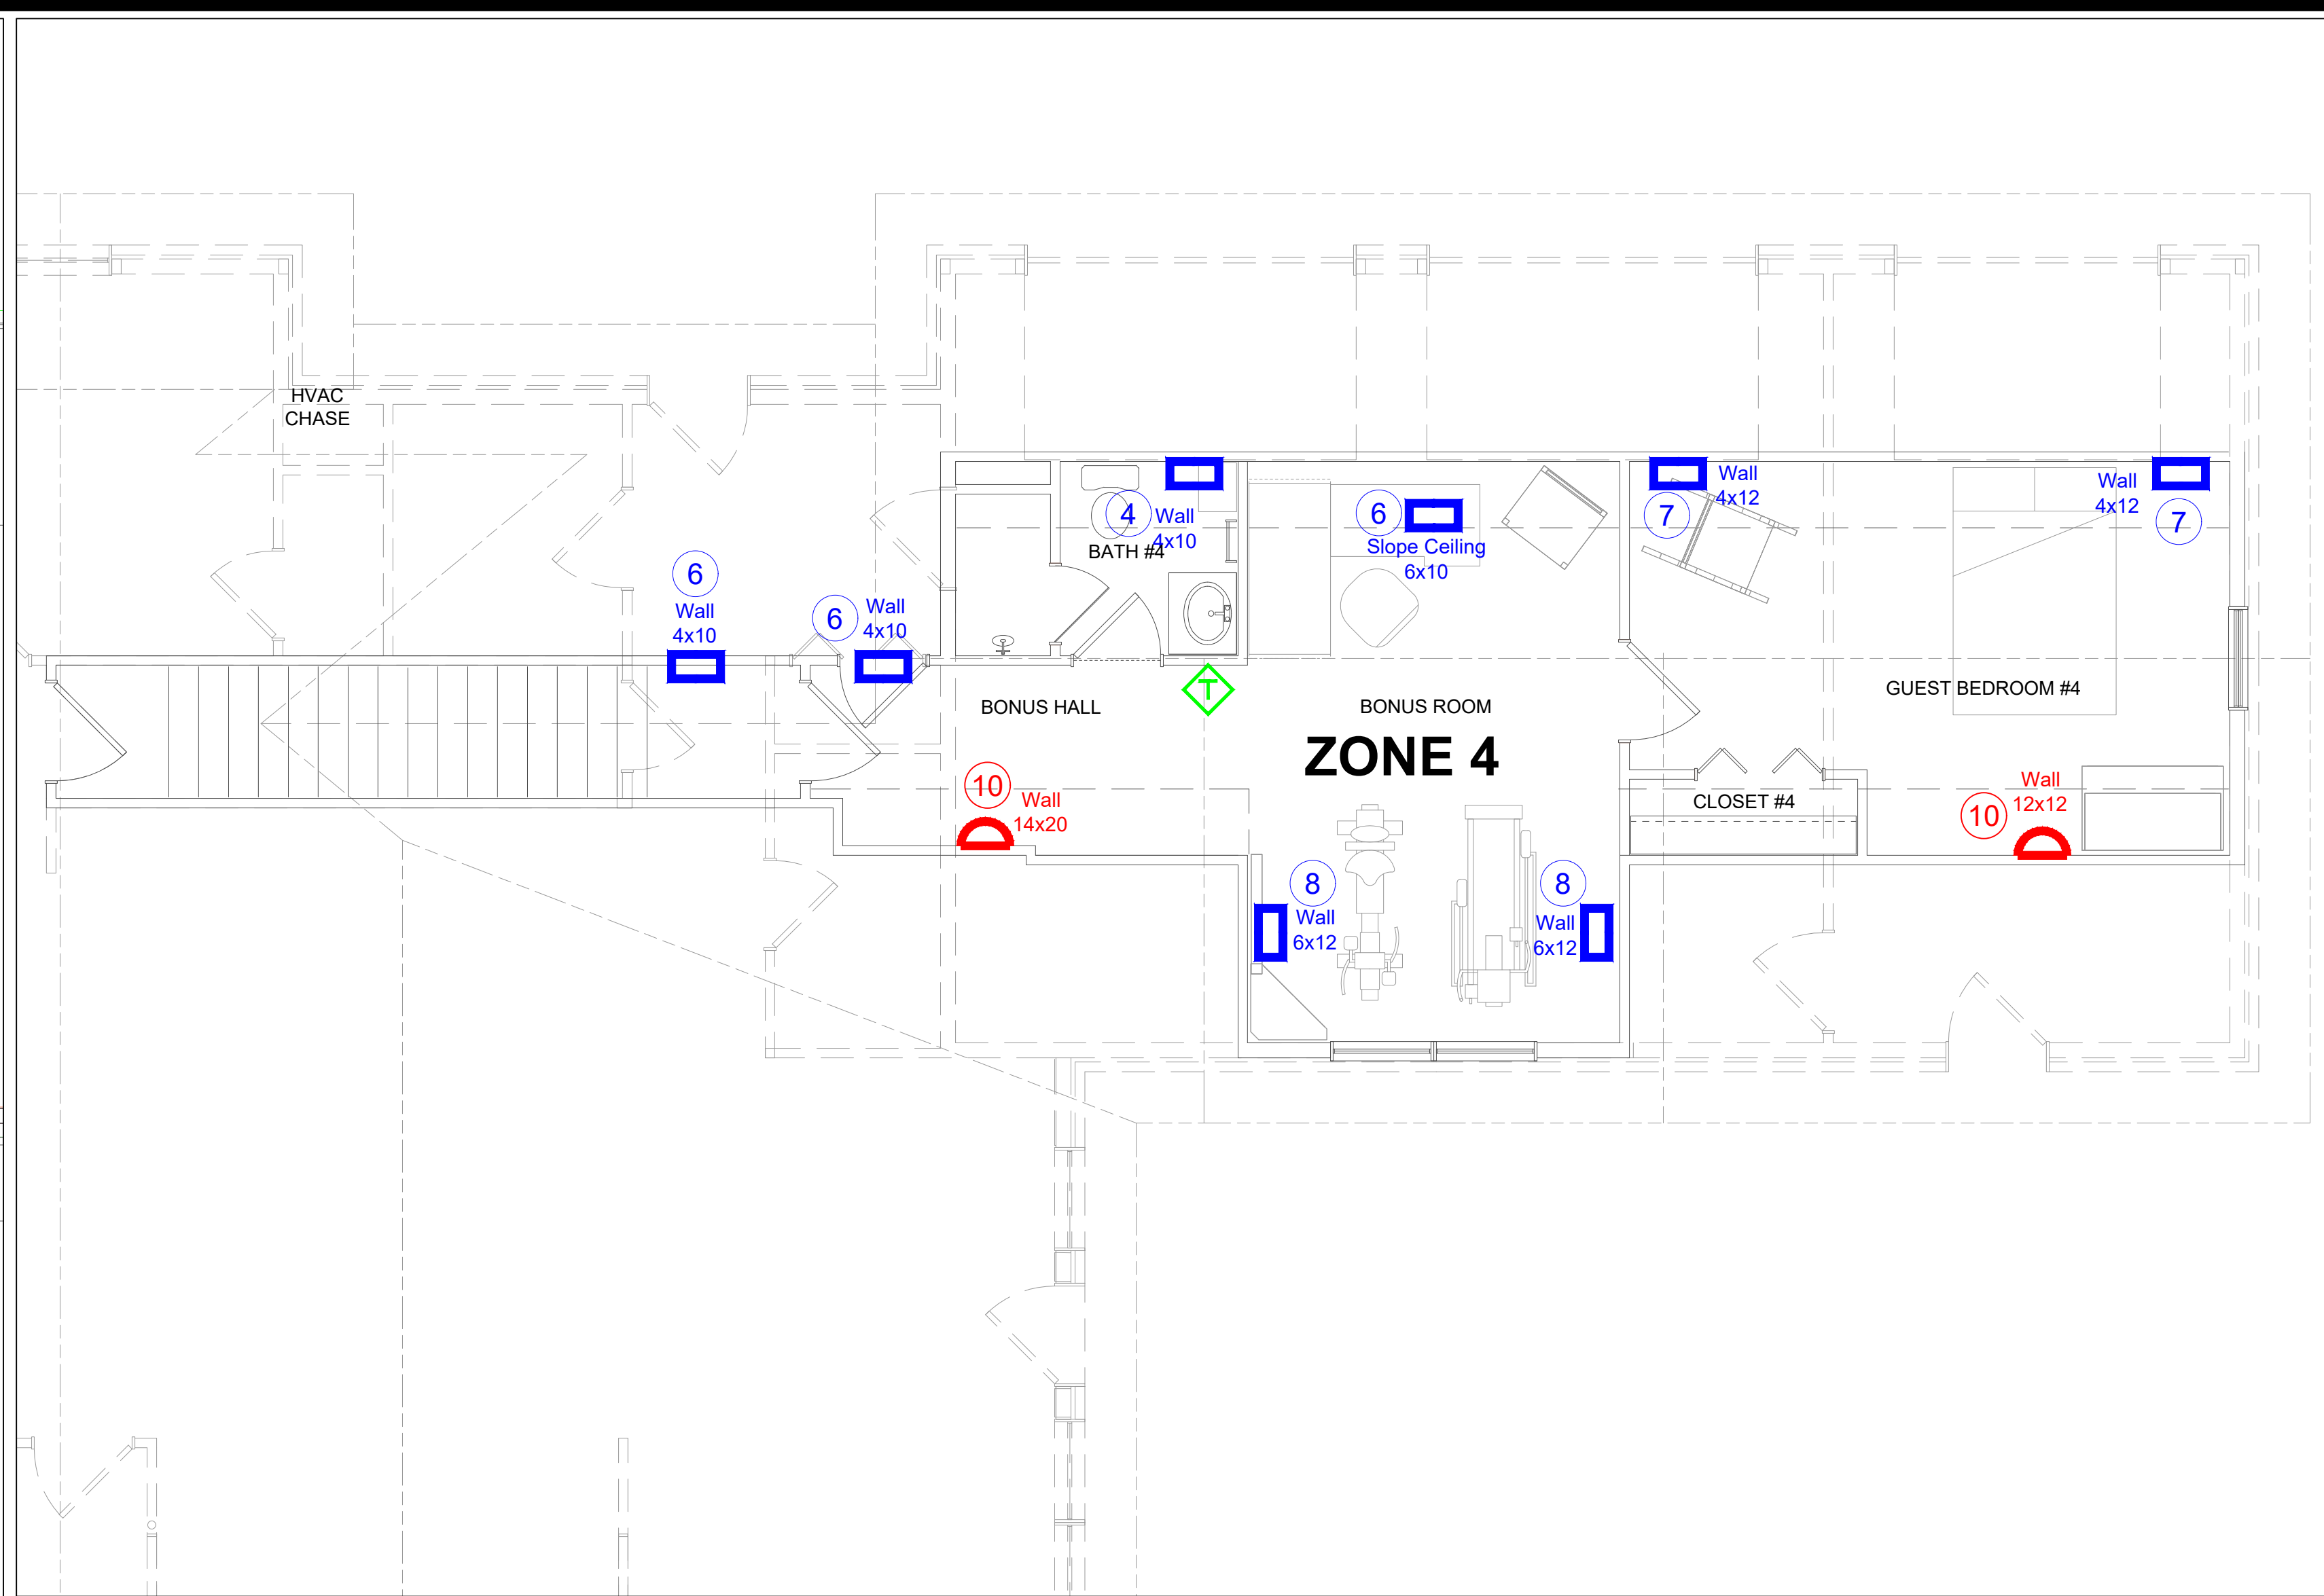 HVAC
CHASE
6
Wall
4x10
6
Wall
4x10
4
Wall
4x10
BATH #4
6
Slope Ceiling
6x10
7
Wall
4x12
Wall
4x12
7
T
BONUS HALL
BONUS ROOM
ZONE 4
GUEST BEDROOM #4
10
Wall
14x20
CLOSET #4
10
Wall
12x12
8
Wall
6x12
8
Wall
6x12